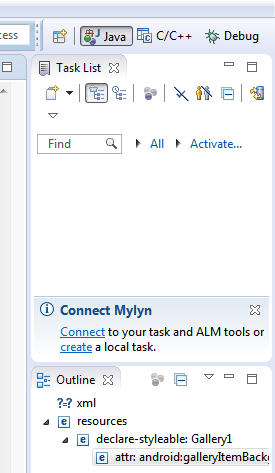 cess
Java
C/C++
Debug
Task List
Find
All
Activate...
Connect Mylyn
Connect to your task and ALM tools or
create a local task.
Outline
?-? xml
e resources
e declare-styleable: Gallery1
e attr: android:galleryItemBackg